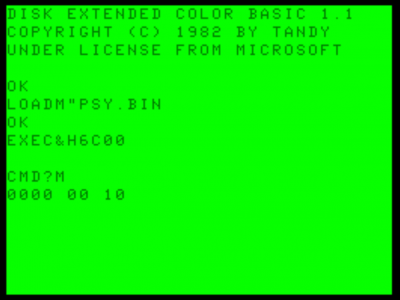 DISK EXTENDED COLOR BASIC 1.1
COPYRIGHT (C) 1982 BY TANDY
UNDER LICENSE FROM MICROSOFT
OK
LOADM"PSY.BIN
OK
EXEC&H6C00
CMD?M
0000 00 10